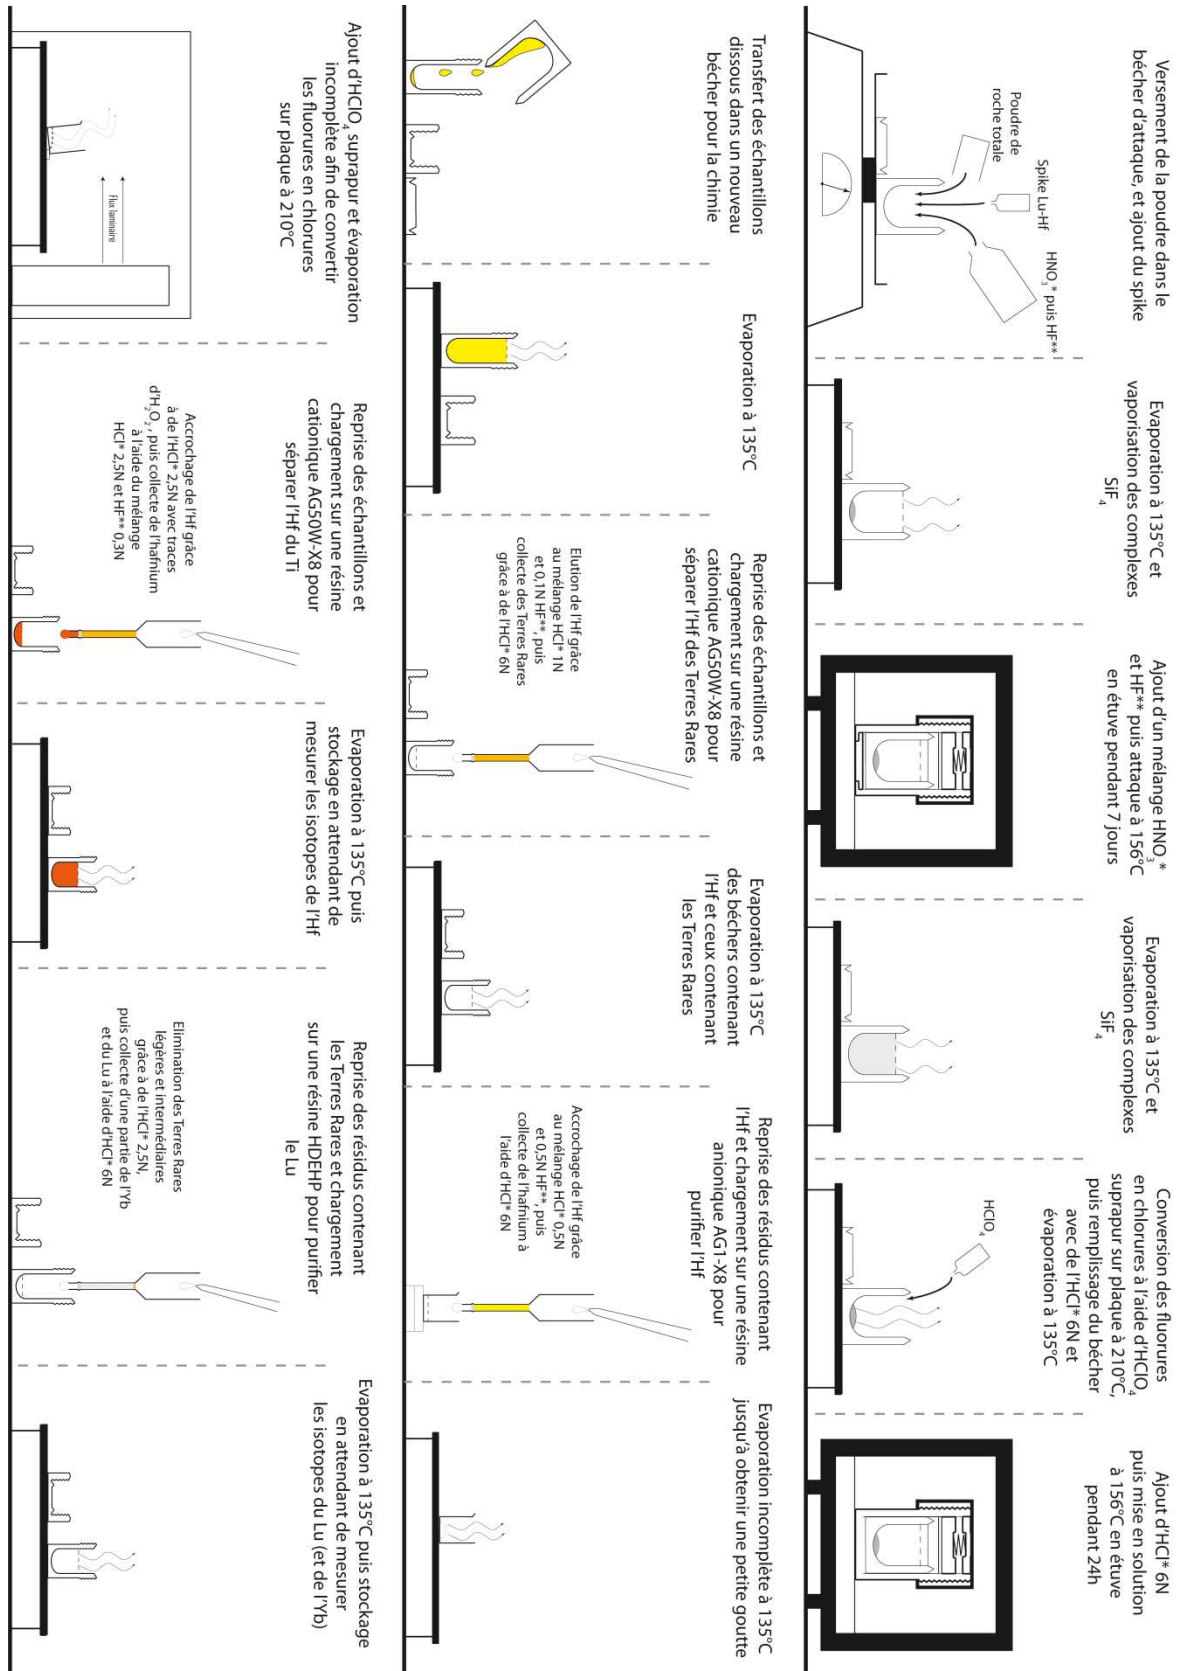 Versement de la poudre dans le
bécher d'attaque, et ajout du spike
Poudre de
roche totale
Spike Lu-Hf
HNO₃* puis HF**
Evaporation à 135°C et
vaporisation des complexes
SiF₄
Ajout d'un mélange HNO₃*
et HF** puis attaque à 156°C
en étuve pendant 7 jours
Evaporation à 135°C et
vaporisation des complexes
SiF₄
Conversion des fluorures
en chlorures à l'aide d'HClO₄
suprapur sur plaque à 210°C,
puis remplissage du bécher
avec de l'HCl* 6N et
évaporation à 135°C
HClO₄
Ajout d'HCl* 6N
puis mise en solution
à 156°C en étuve
pendant 24h
Transfert des échantillons
dissous dans un nouveau
bécher pour la chimie
Evaporation à 135°C
Reprise des échantillons et
chargement sur une résine
cationique AG50W-X8 pour
séparer l'Hf des Terres Rares
Elution de l'Hf grâce
au mélange HCl* 1N
et 0,1N HF**, puis
collecte des Terres Rares
grâce à de l'HCl* 6N
Evaporation à 135°C
des béchers contenant
l'Hf et ceux contenant
les Terres Rares
Reprise des résidus contenant
l'Hf et chargement sur une résine
anionique AG1-X8 pour
purifier l'Hf
Accrochage de l'Hf grâce
au mélange HCl* 0,5N
et 0,5N HF**, puis
collecte de l'hafnium à
l'aide d'HCl* 6N
Evaporation incomplète à 135°C
jusqu'à obtenir une petite goutte
Ajout d'HClO₄ suprapur et évaporation
incomplète afin de convertir
les fluorures en chlorures
sur plaque à 210°C
Flux laminaire
Reprise des échantillons et
chargement sur une résine
cationique AG50W-X8 pour
séparer l'Hf du Ti
Accrochage de l'Hf grâce
à de l'HCl* 2,5N avec traces
d'H₂O₂, puis collecte de l'hafnium
à l'aide du mélange
HCl* 2,5N et HF** 0,3N
Evaporation à 135°C puis
stockage en attendant de
mesurer les isotopes de l'Hf
Reprise des résidus contenant
les Terres Rares et chargement
sur une résine HDEHP pour purifier
le Lu
Elimination des Terres Rares
légères et intermédiaires
grâce à de l'HCl* 2,5N,
puis collecte d'une partie de l'Yb
et du Lu à l'aide d'HCl* 6N
Evaporation à 135°C puis stockage
en attendant de mesurer
les isotopes du Lu (et de l'Yb)